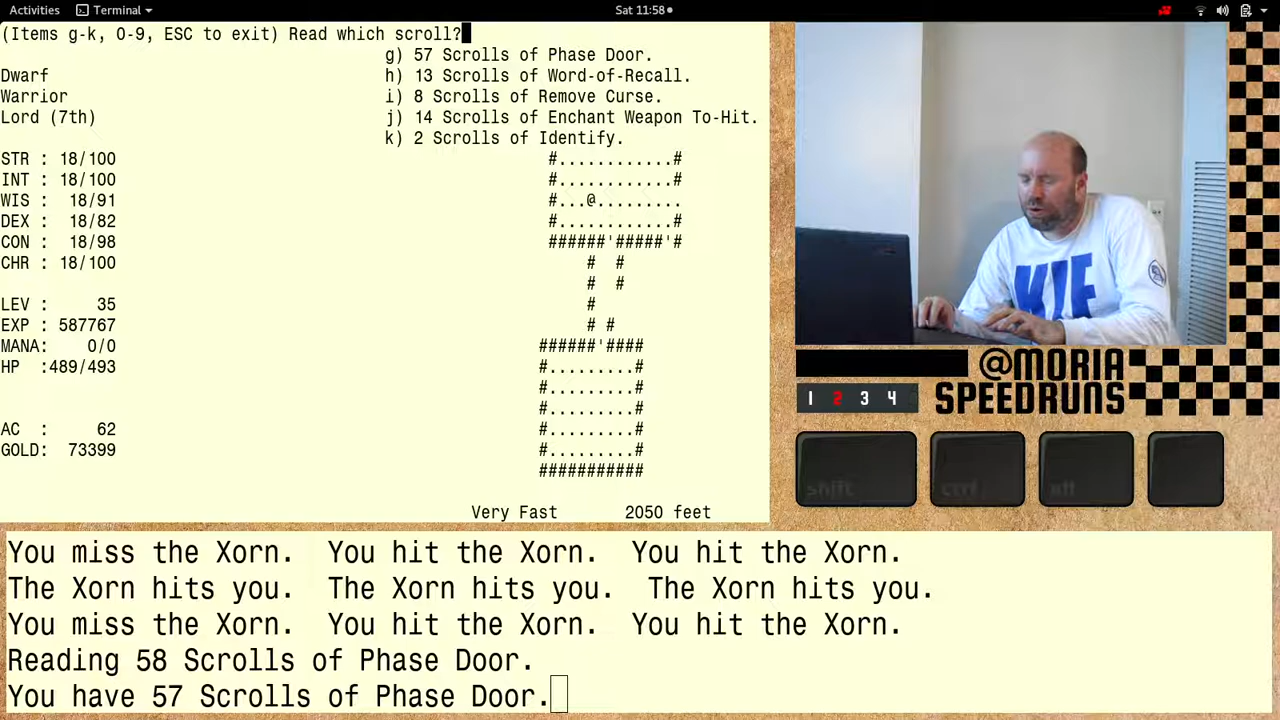 Activities Terminal Sat 11:58
(Items g-k, 0-9, ESC to exit) Read which scroll?
g) 57 Scrolls of Phase Door.
Dwarf h) 13 Scrolls of Word-of-Recall.
Warrior i) 8 Scrolls of Remove Curse.
Lord (7th) j) 14 Scrolls of Enchant Weapon To-Hit.
k) 2 Scrolls of Identify.
STR : 18/100 #............#
INT : 18/100 #............#
WIS : 18/91 #...@.........
DEX : 18/82 #............#
CON : 18/98 ######'#####'#
CHR : 18/100 # #
# #
LEV : 35 #
EXP : 587767 # #
MANA: 0/0 ######'####
HP :489/493 #.........#
#.........#
#.........#
AC : 62 #.........#
GOLD: 73399 #.........#
###########
Very Fast 2050 feet
KIF
@MORIA
SPEEDRUNS
1 2 3 4
shift ctrl alt
You miss the Xorn. You hit the Xorn. You hit the Xorn.
The Xorn hits you. The Xorn hits you. The Xorn hits you.
You miss the Xorn. You hit the Xorn. You hit the Xorn.
Reading 58 Scrolls of Phase Door.
You have 57 Scrolls of Phase Door.